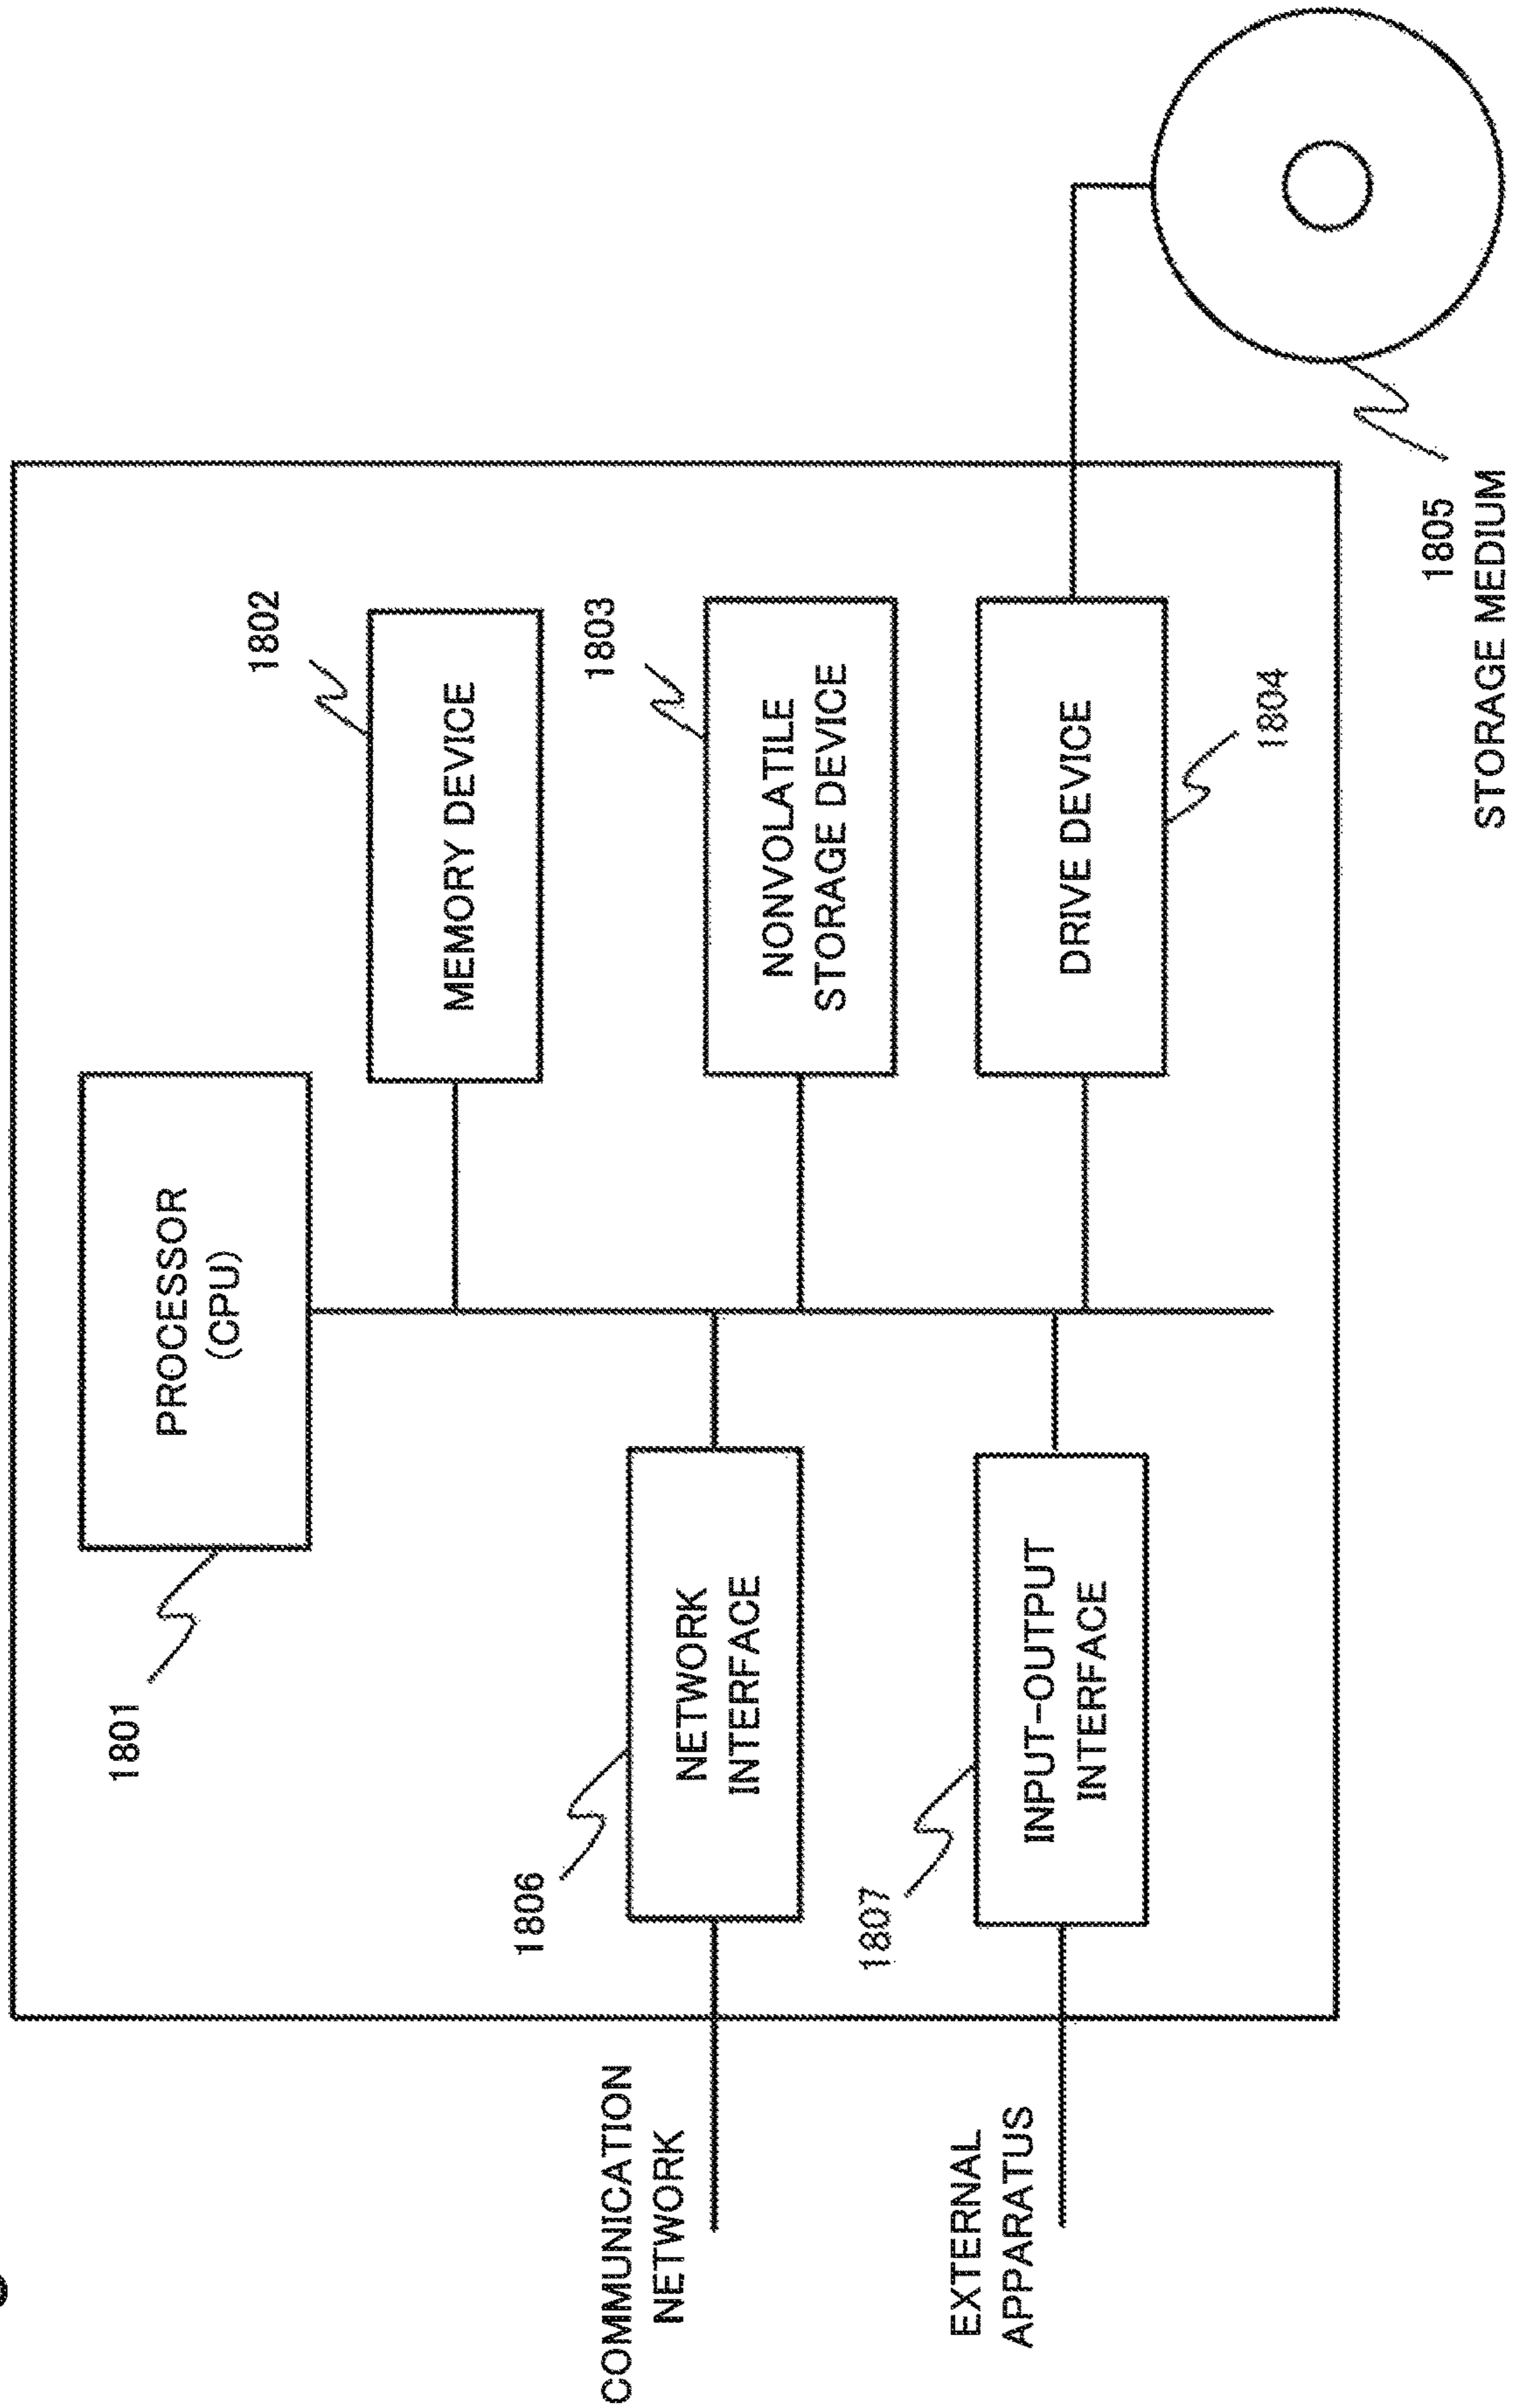 1801
PROCESSOR
(CPU)
1802
MEMORY DEVICE
1803
NONVOLATILE
STORAGE DEVICE
1804
DRIVE DEVICE
1805
STORAGE MEDIUM
1806
NETWORK
INTERFACE
COMMUNICATION
NETWORK
1807
INPUT-OUTPUT
INTERFACE
EXTERNAL
APPARATUS